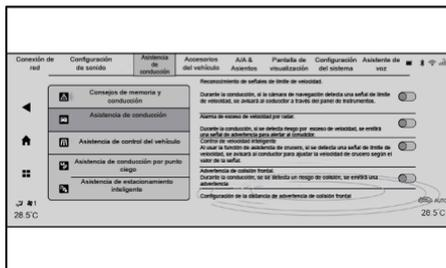 Conexión de red
Configuración de sonido
Asistencia de conducción
Accesorios del vehículo
A/A & Asientos
Pantalla de visualización
Configuración del sistema
Asistente de voz
Consejos de memoria y conducción
Asistencia de conducción
Asistencia de control del vehículo
Asistencia de conducción por punto ciego
Asistencia de estacionamiento inteligente
Reconocimiento de señales de límite de velocidad.
Durante la conducción, si la cámara de navegación detecta una señal de límite
de velocidad, se avisará al coductor a través del panel de instrumentos.
Alarma de exceso de velocidad por radar.
Durante la conducción, si se detecta riesgo por exceso de velocidad, se emitirá
una señal de advertencia para alertar al conductor.
Control de velocidad inteligente
Al usar la función de asistencia de crucero, si se detecta una señal de límite de
velocidad, se avisará al conductor para ajustar la velocidad de crucero según el
valor de la señal.
Advertencia de colisión frontal.
Durante la conducción, si se detecta un riesgo de colisión, se emitirá una
advertencia
Configuración de la distancia de advertencia de colisión frontal
1
28.5°C
AUTO
28.5°C